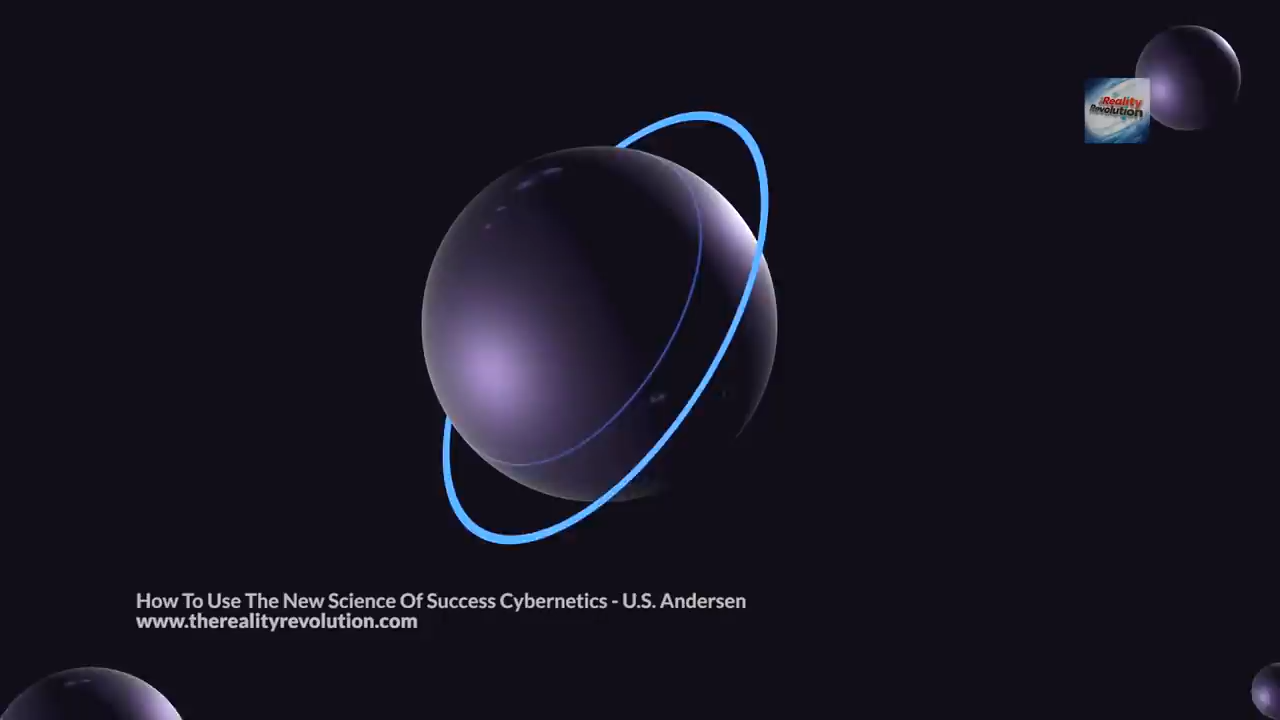 Reality
Revolution
How To Use The New Science Of Success Cybernetics - U.S. Andersen
www.therealityrevolution.com